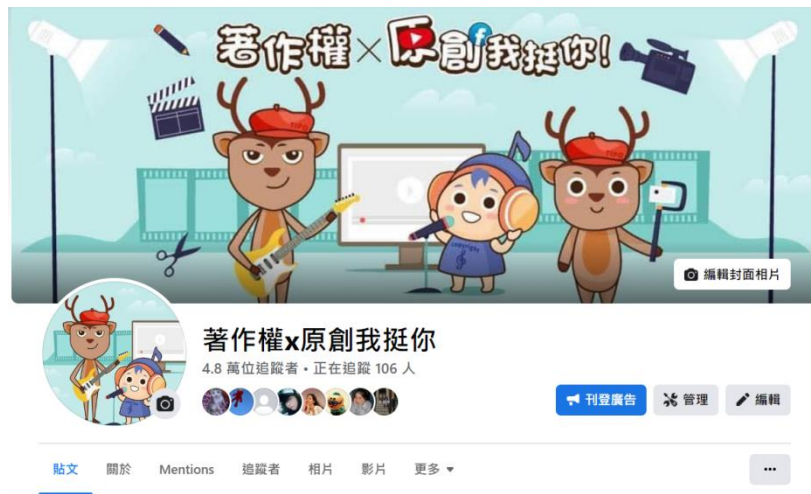 著作權×原創我挺你!
TIPO
TIPO
copyright
編輯封面相片
著作權x原創我挺你
4.8 萬位追蹤者 • 正在追蹤 106 人
刊登廣告 管理 編輯
貼文 關於 Mentions 追蹤者 相片 影片 更多